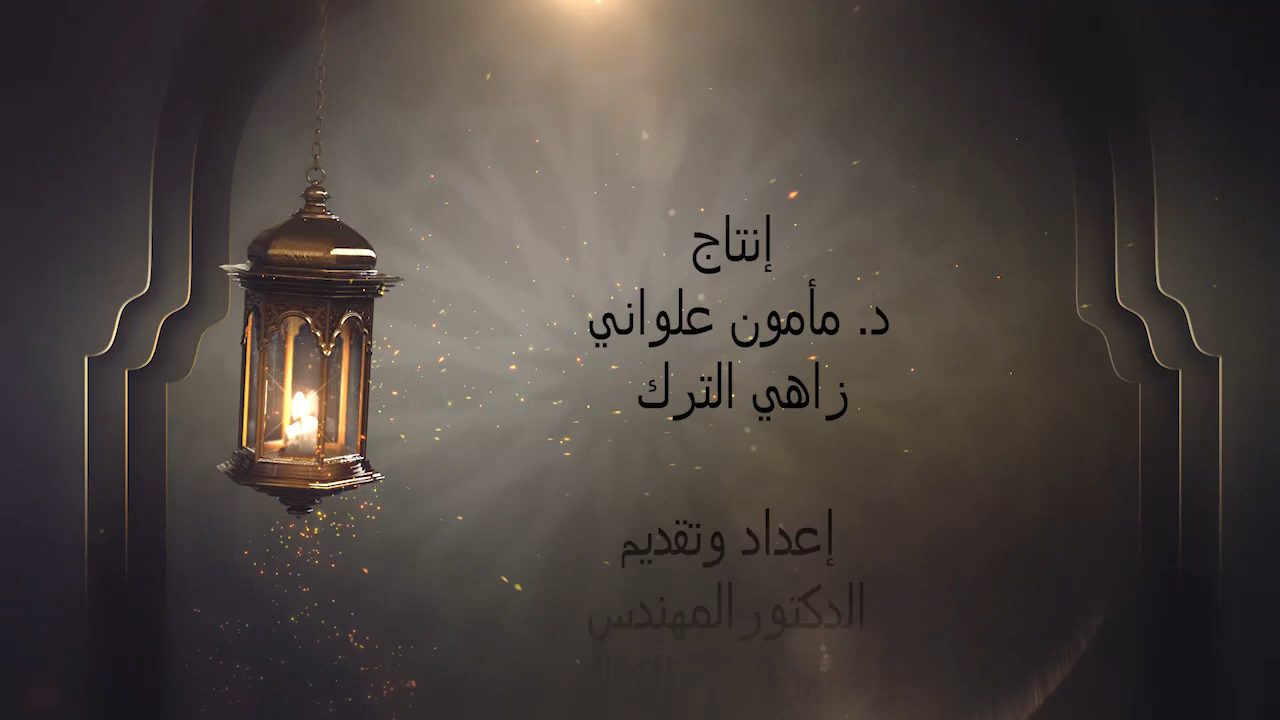 إنتاج
د. مأمون علواني
زاهي الترك
إعداد وتقديم
الدكتور المهندس